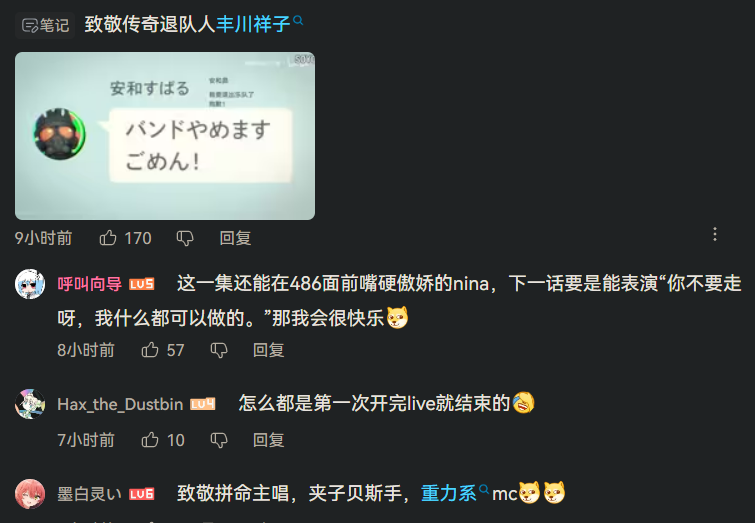 笔记 致敬传奇退队人丰川祥子
安和すばる
安和昴
我要退出乐队了
抱歉！
バンドやめます
ごめん！
9小时前 170 回复
呼叫向导 LV5 这一集还能在486面前嘴硬傲娇的nina，下一话要是能表演“你不要走
呀，我什么都可以做的。”那我会很快乐
8小时前 57 回复
Hax_the_Dustbin LV4 怎么都是第一次开完live就结束的
7小时前 10 回复
墨白灵い LV6 致敬拼命主唱，夹子贝斯手，重力系mc